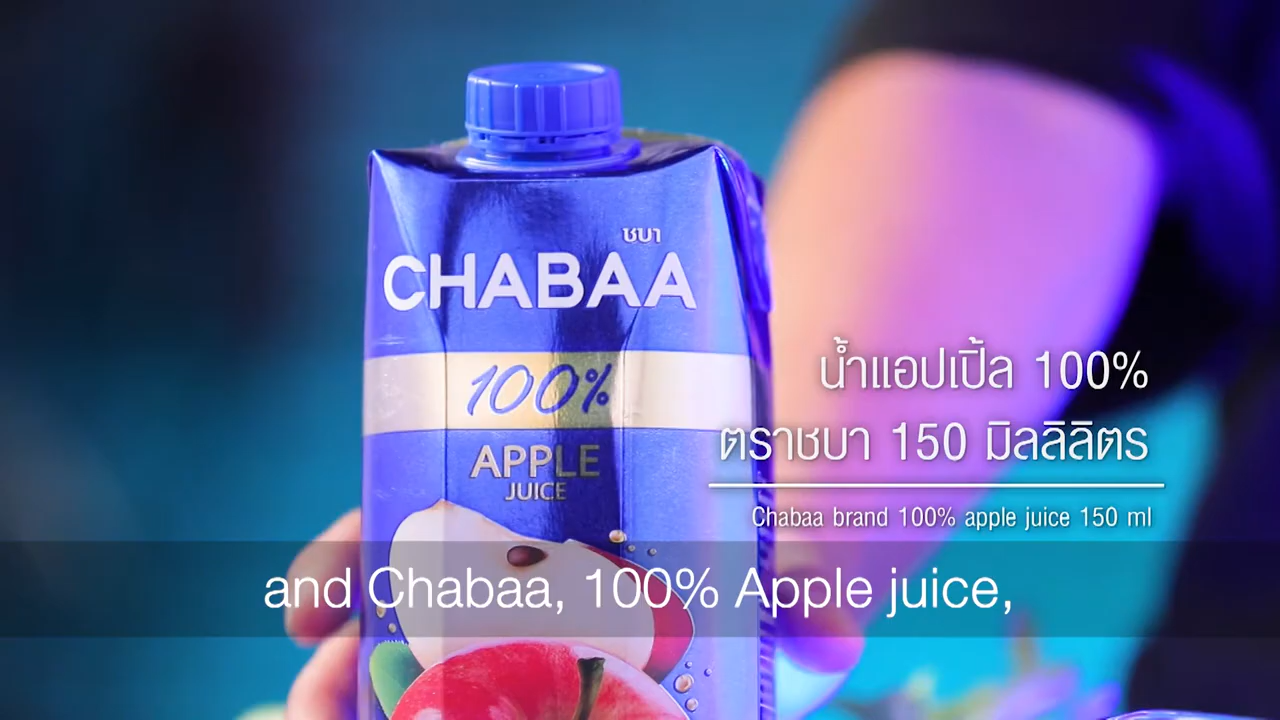 ชบา
CHABAA
100%
APPLE
JUICE
น้ำแอปเปิ้ล 100%
ตราชบา 150 มิลลิลิตร
Chabaa brand 100% apple juice 150 ml
and Chabaa, 100% Apple juice,